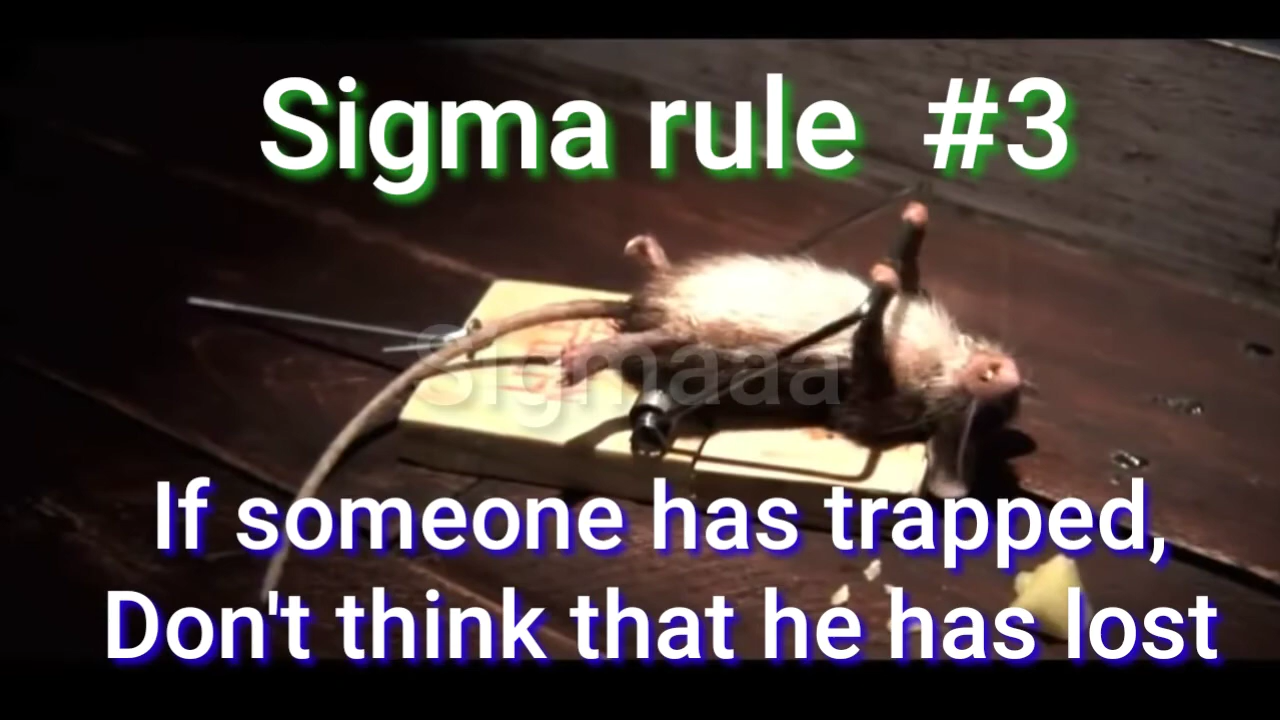 Sigma rule #3
Sigmaaa
If someone has trapped,
Don't think that he has lost